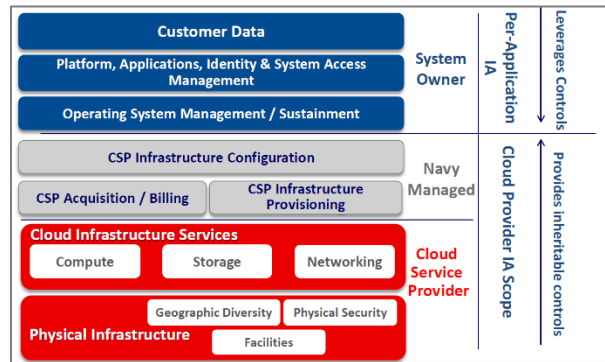 Customer Data
Platform, Applications, Identity & System Access
Management
Operating System Management / Sustainment
System
Owner
Per-Application
IA
Leverages Controls
CSP Infrastructure Configuration
CSP Acquisition / Billing
CSP Infrastructure
Provisioning
Navy
Managed
Cloud Infrastructure Services
Compute
Storage
Networking
Cloud
Service
Provider
Geographic Diversity
Physical Security
Physical Infrastructure
Facilities
Cloud Provider IA Scope
Provides inheritable controls